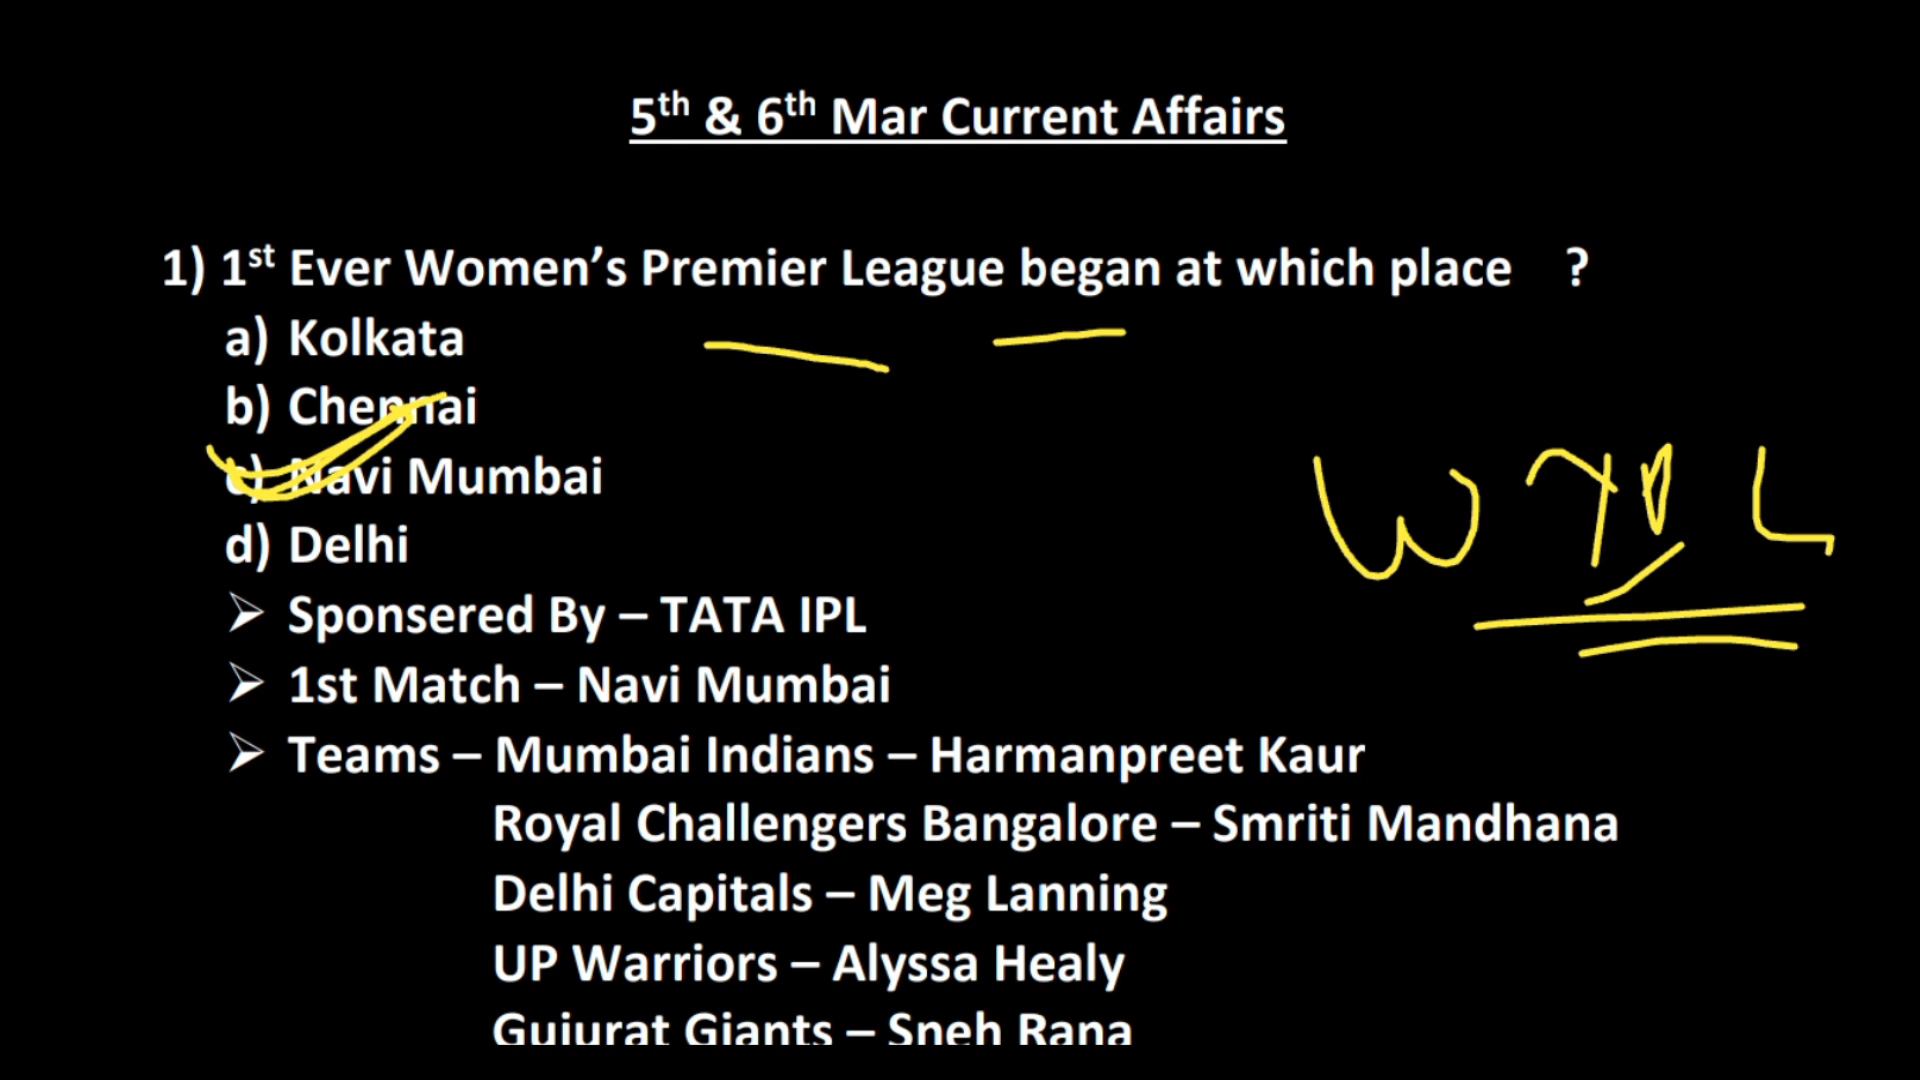 5th & 6th Mar Current Affairs
1) 1st Ever Women’s Premier League began at which place ?
a) Kolkata
b) Chennai
c) Navi Mumbai
d) Delhi
W P L
➢ Sponsered By – TATA IPL
➢ 1st Match – Navi Mumbai
➢ Teams – Mumbai Indians – Harmanpreet Kaur
Royal Challengers Bangalore – Smriti Mandhana
Delhi Capitals – Meg Lanning
UP Warriors – Alyssa Healy
Gujurat Giants – Sneh Rana